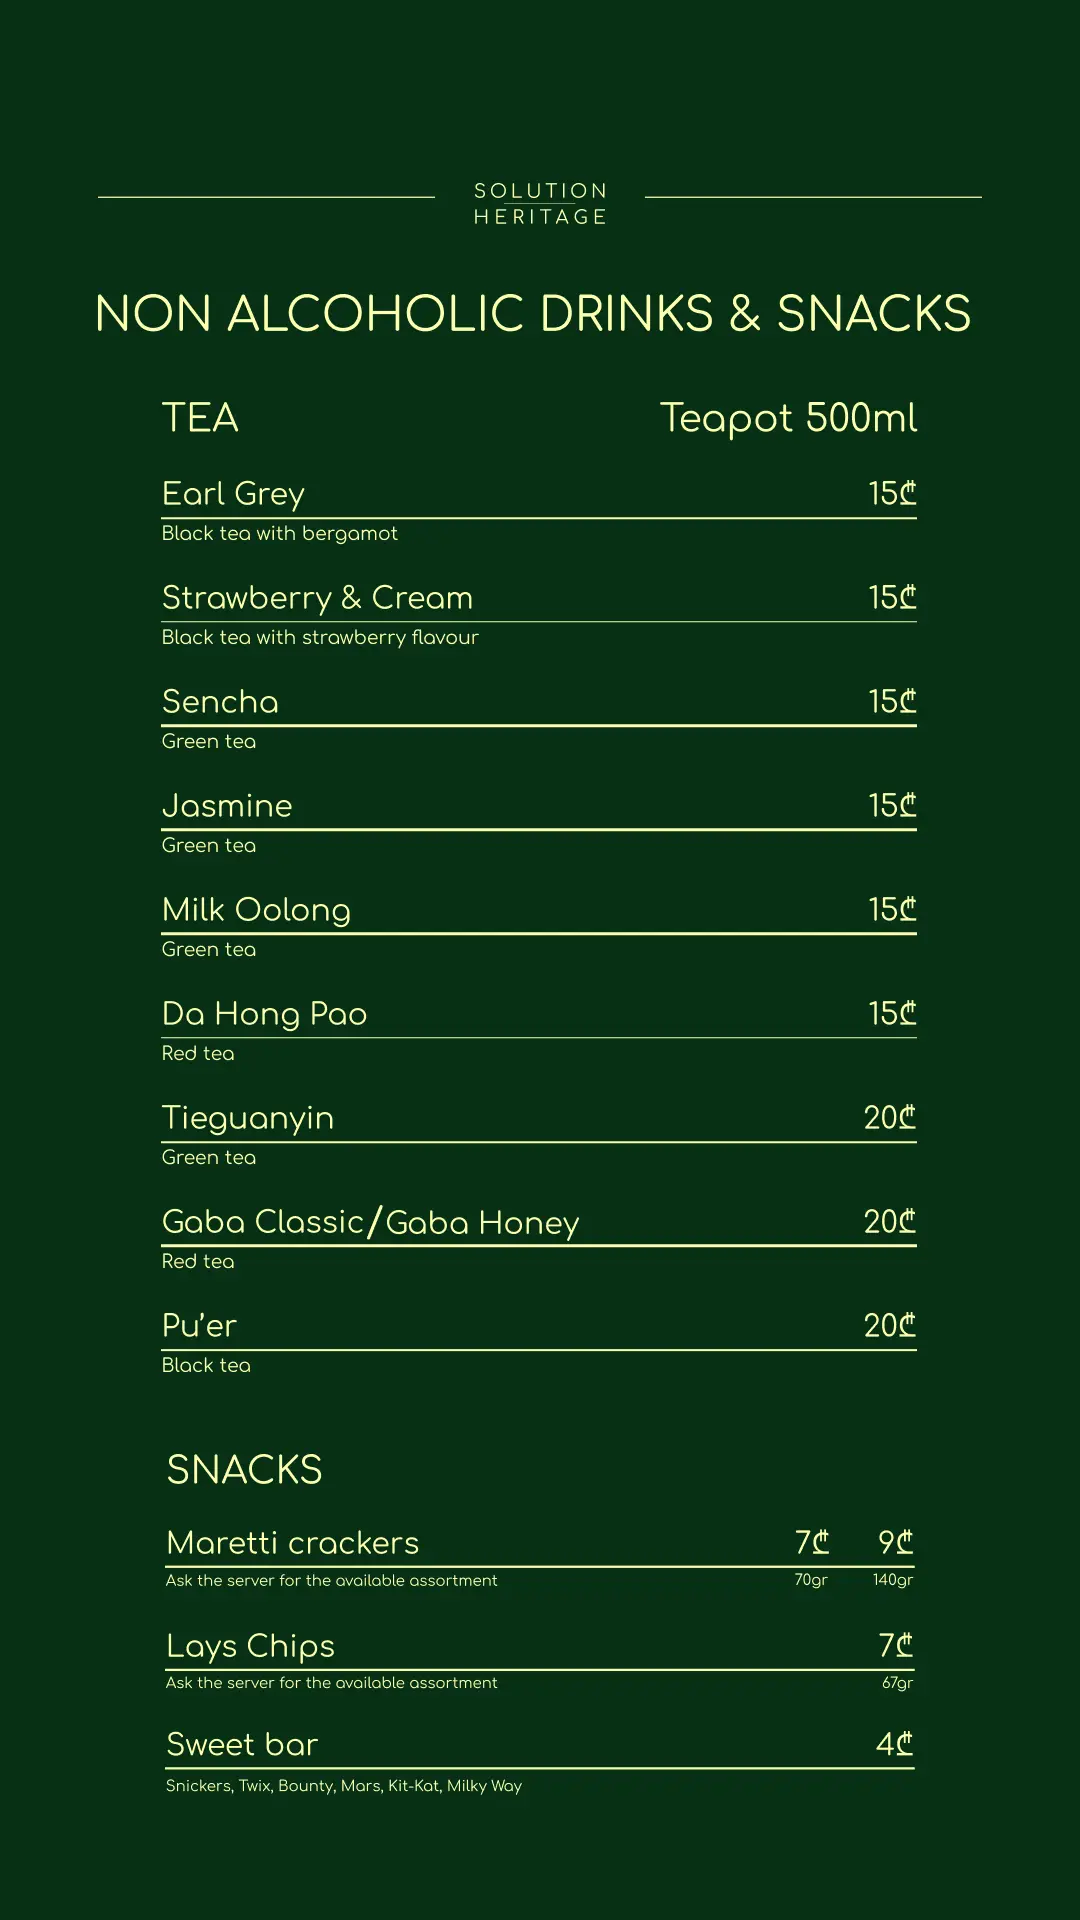 SOLUTION
HERITAGE
NON ALCOHOLIC DRINKS & SNACKS
TEA Teapot 500ml
Earl Grey 15₾
Black tea with bergamot
Strawberry & Cream 15₾
Black tea with strawberry flavour
Sencha 15₾
Green tea
Jasmine 15₾
Green tea
Milk Oolong 15₾
Green tea
Da Hong Pao 15₾
Red tea
Tieguanyin 20₾
Green tea
Gaba Classic/Gaba Honey 20₾
Red tea
Pu’er 20₾
Black tea
SNACKS
Maretti crackers 7₾ 9₾
Ask the server for the available assortment 70gr 140gr
Lays Chips 7₾
Ask the server for the available assortment 67gr
Sweet bar 4₾
Snickers, Twix, Bounty, Mars, Kit-Kat, Milky Way